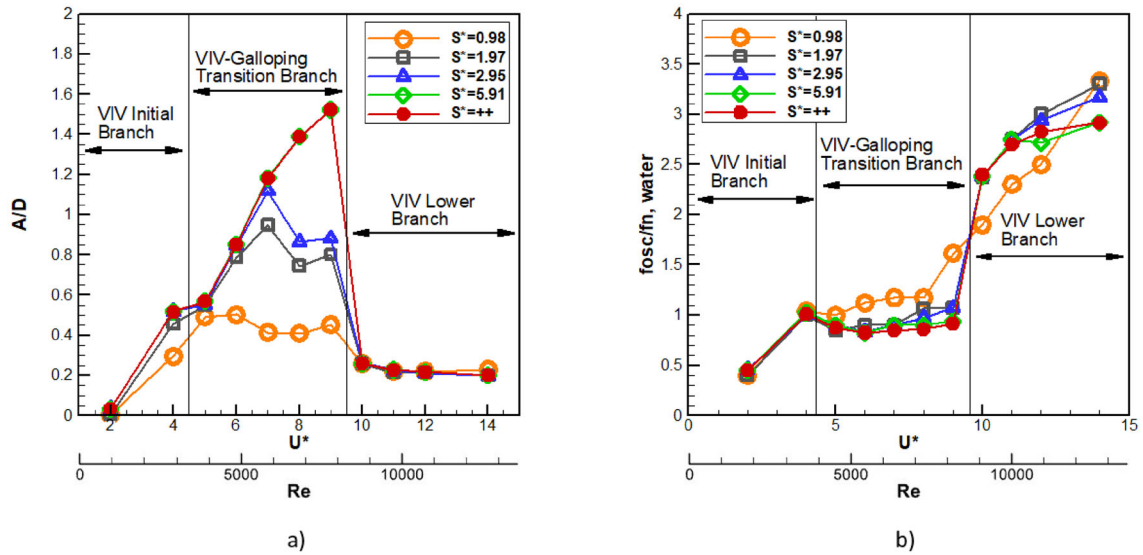 S*=0.98
S*=1.97
S*=2.95
S*=5.91
S*=++
VIV-Galloping
Transition Branch
VIV Initial
Branch
VIV Lower
Branch
A/D
2
1.8
1.6
1.4
1.2
1
0.8
0.6
0.4
0.2
0
2 4 6 8 10 12 14
U*
0 5000 10000
Re
a)
S*=0.98
S*=1.97
S*=2.95
S*=5.91
S*=++
VIV Initial
Branch
VIV-Galloping
Transition Branch
VIV Lower
Branch
fosc/fn, water
4
3.5
3
2.5
2
1.5
1
0.5
0
5 10 15
U*
0 5000 10000
Re
b)